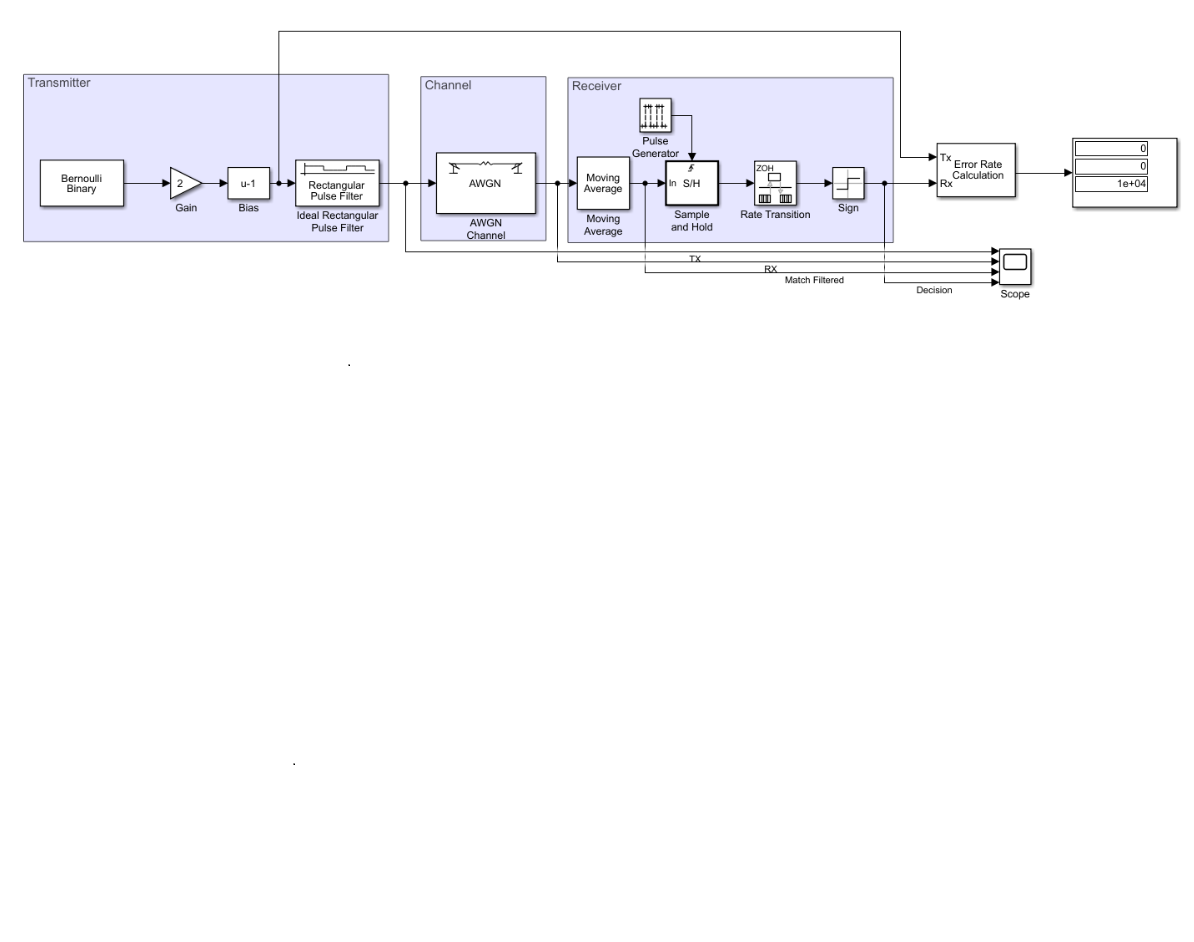 Transmitter
Bernoulli
Binary
2
Gain
u-1
Bias
Rectangular
Pulse Filter
Ideal Rectangular
Pulse Filter
Channel
AWGN
AWGN
Channel
Receiver
Pulse
Generator
Moving
Average
Moving
Average
In S/H
Sample
and Hold
ZOH
Rate Transition
Sign
Tx
Rx
Error Rate
Calculation
0
0
1e+04
TX
RX
Match Filtered
Decision
Scope